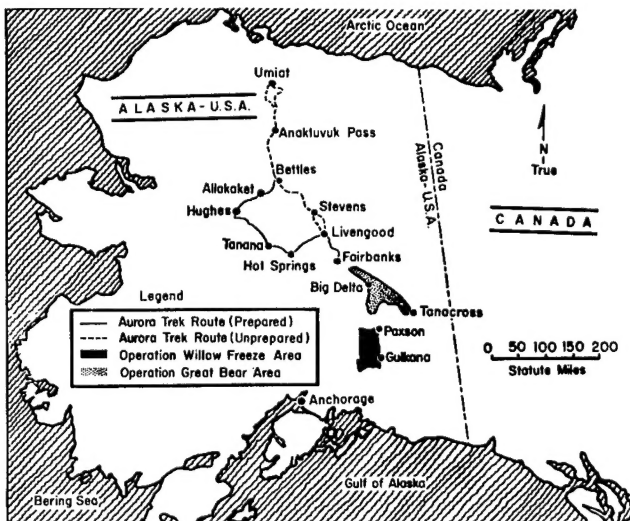 Arctic Ocean
Umiat
ALASKA-U.S.A.
Anaktuvuk Pass
Canada
Alaska-U.S.A.
N
True
Bettles
Allakaket
Stevens
Hughes
CANADA
Livengood
Tanana
Hot Springs
Fairbanks
Big Delta
Tanacross
Legend
Aurora Trek Route (Prepared)
Aurora Trek Route (Unprepared)
Operation Willow Freeze Area
Operation Great Bear Area
Paxson
Gulkana
0 50 100 150 200
Statute Miles
Anchorage
Gulf of Alaska
Bering Sea